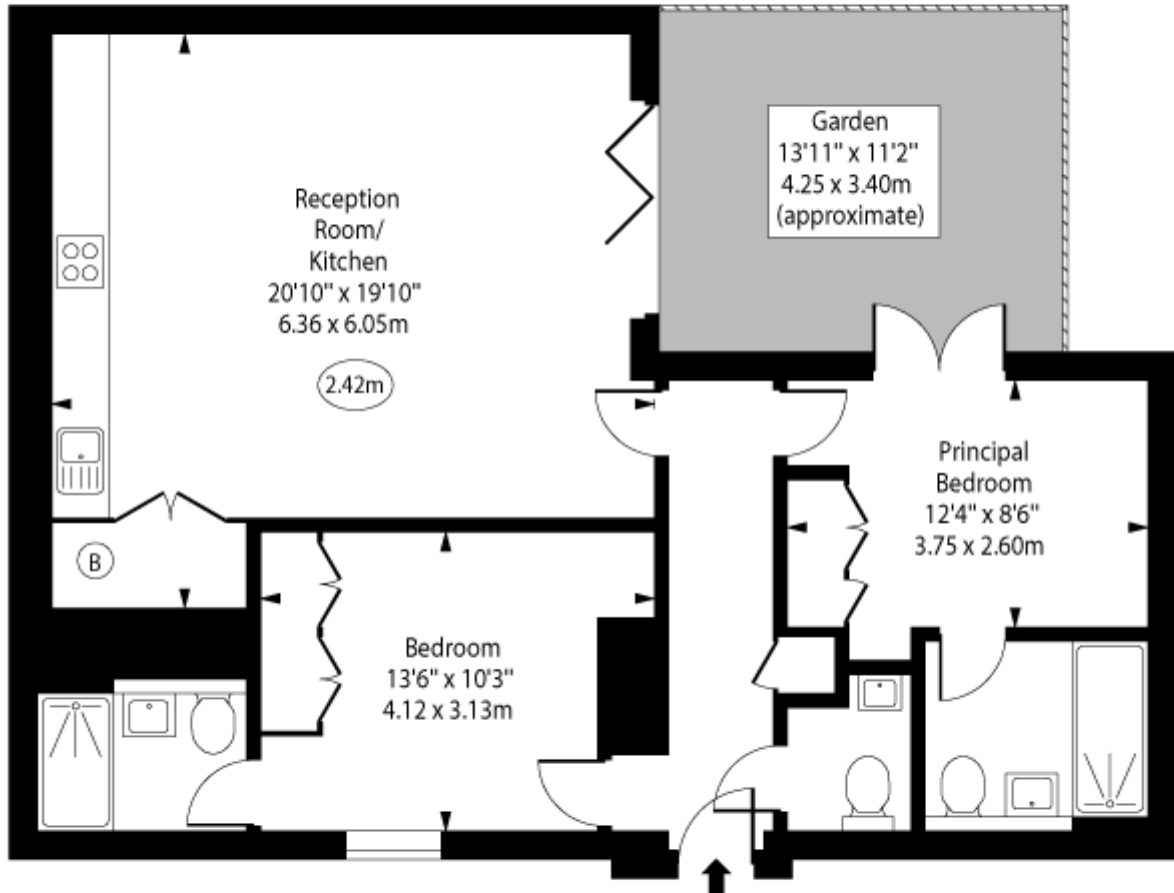 Garden
13'11" x 11'2"
4.25 x 3.40m
(approximate)
Reception
Room/
Kitchen
20'10" x 19'10"
6.36 x 6.05m
2.42m
Principal
Bedroom
12'4" x 8'6"
3.75 x 2.60m
B
Bedroom
13'6" x 10'3"
4.12 x 3.13m